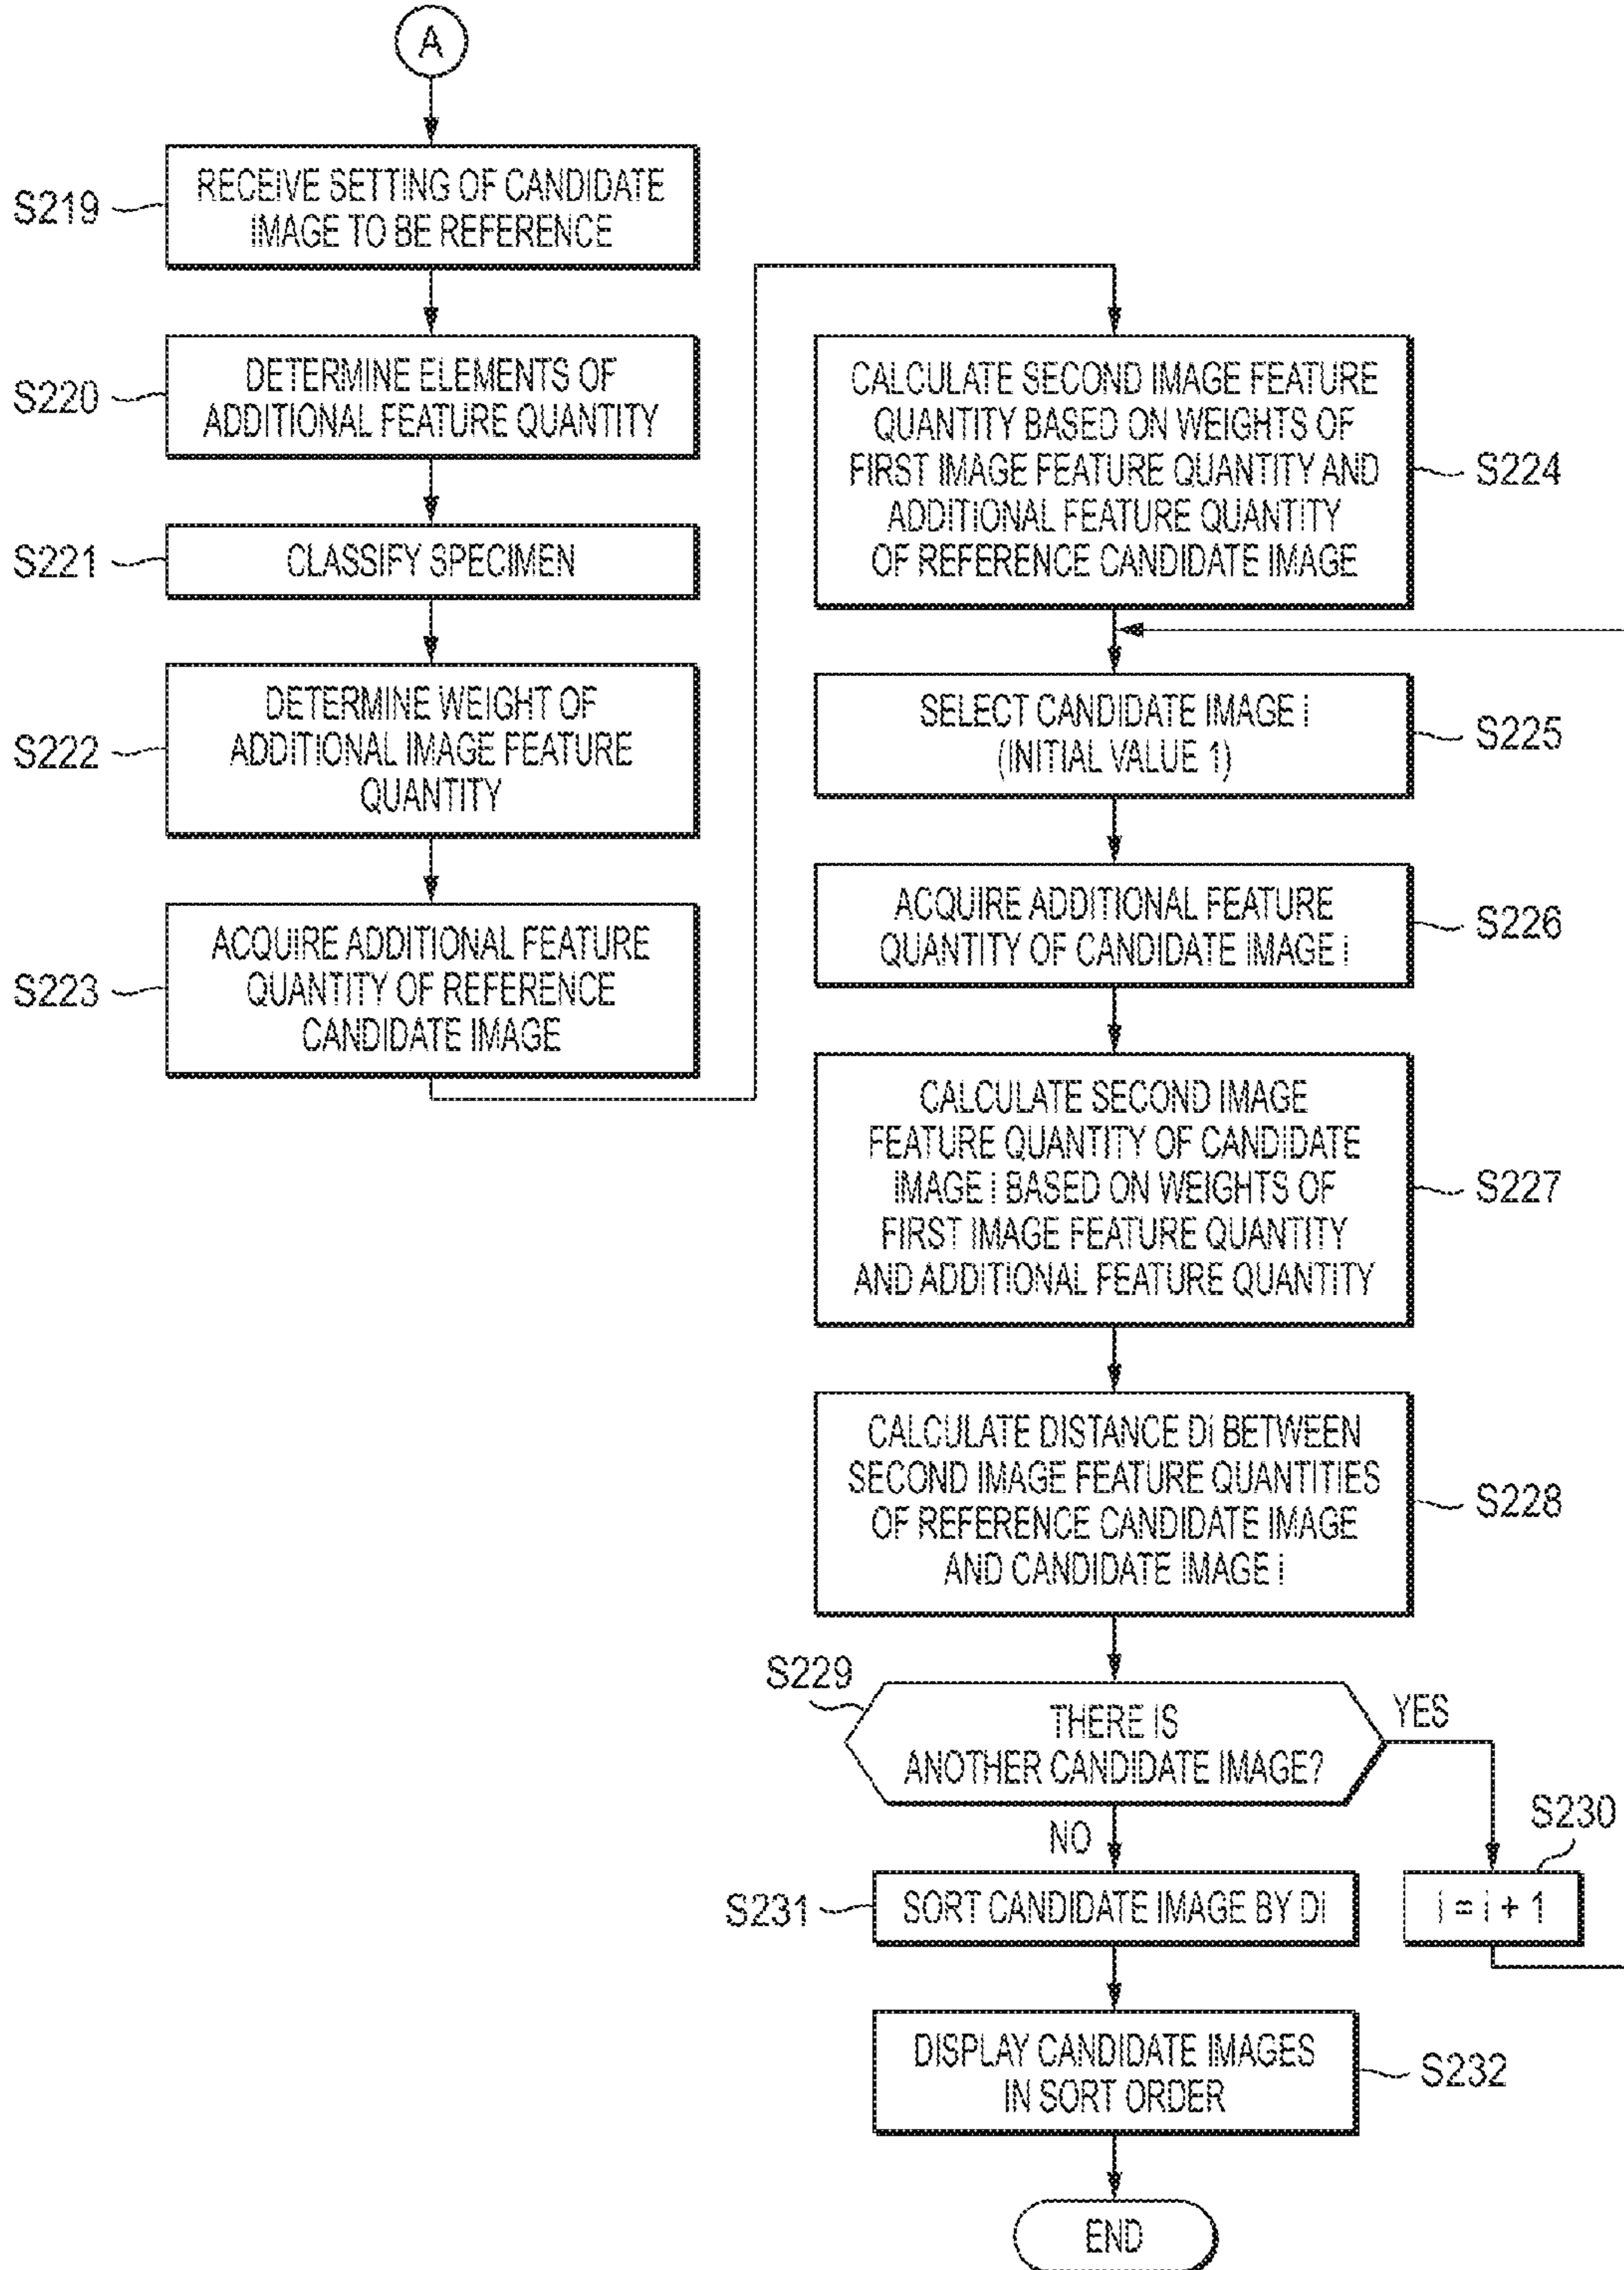 A
S219
RECEIVE SETTING OF CANDIDATE
IMAGE TO BE REFERENCE
S220
DETERMINE ELEMENTS OF
ADDITIONAL FEATURE QUANTITY
S221
CLASSIFY SPECIMEN
S222
DETERMINE WEIGHT OF
ADDITIONAL IMAGE FEATURE
QUANTITY
S223
ACQUIRE ADDITIONAL FEATURE
QUANTITY OF REFERENCE
CANDIDATE IMAGE
CALCULATE SECOND IMAGE FEATURE
QUANTITY BASED ON WEIGHTS OF
FIRST IMAGE FEATURE QUANTITY AND
ADDITIONAL FEATURE QUANTITY
OF REFERENCE CANDIDATE IMAGE
S224
SELECT CANDIDATE IMAGE i
(INITIAL VALUE 1)
S225
ACQUIRE ADDITIONAL FEATURE
QUANTITY OF CANDIDATE IMAGE i
S226
CALCULATE SECOND IMAGE
FEATURE QUANTITY OF CANDIDATE
IMAGE i BASED ON WEIGHTS OF
FIRST IMAGE FEATURE QUANTITY
AND ADDITIONAL FEATURE QUANTITY
S227
CALCULATE DISTANCE Di BETWEEN
SECOND IMAGE FEATURE QUANTITIES
OF REFERENCE CANDIDATE IMAGE
AND CANDIDATE IMAGE i
S228
S229
THERE IS
ANOTHER CANDIDATE IMAGE?
YES
NO
S230
i = i + 1
S231
SORT CANDIDATE IMAGE BY Di
DISPLAY CANDIDATE IMAGES
IN SORT ORDER
S232
END